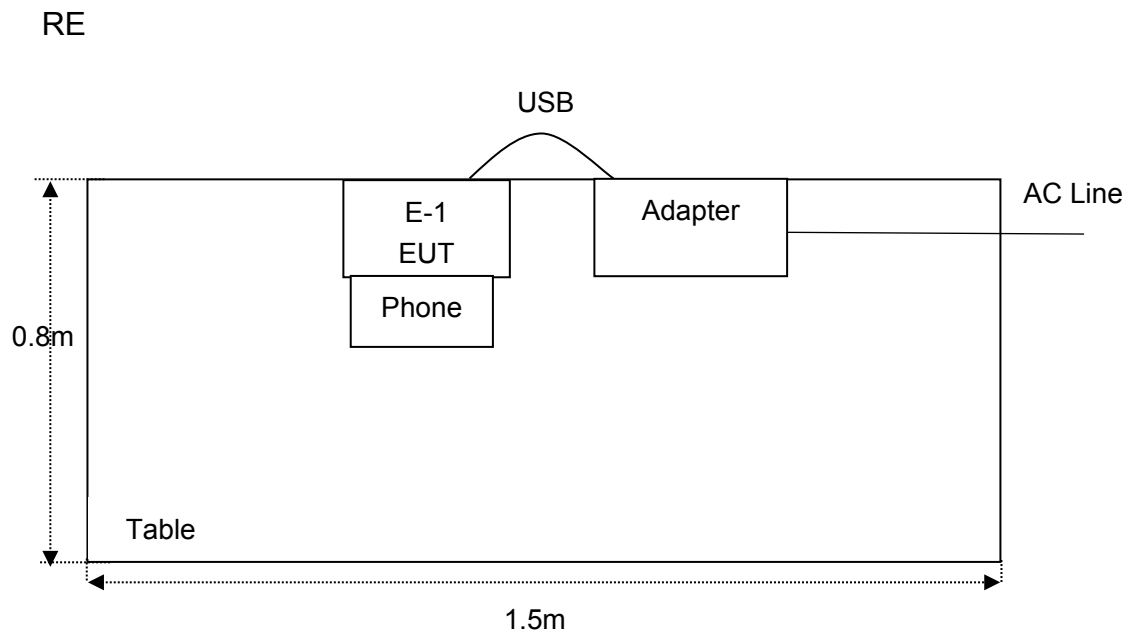 RE
USB
AC Line
E-1
EUT
Adapter
Phone
0.8m
Table
1.5m